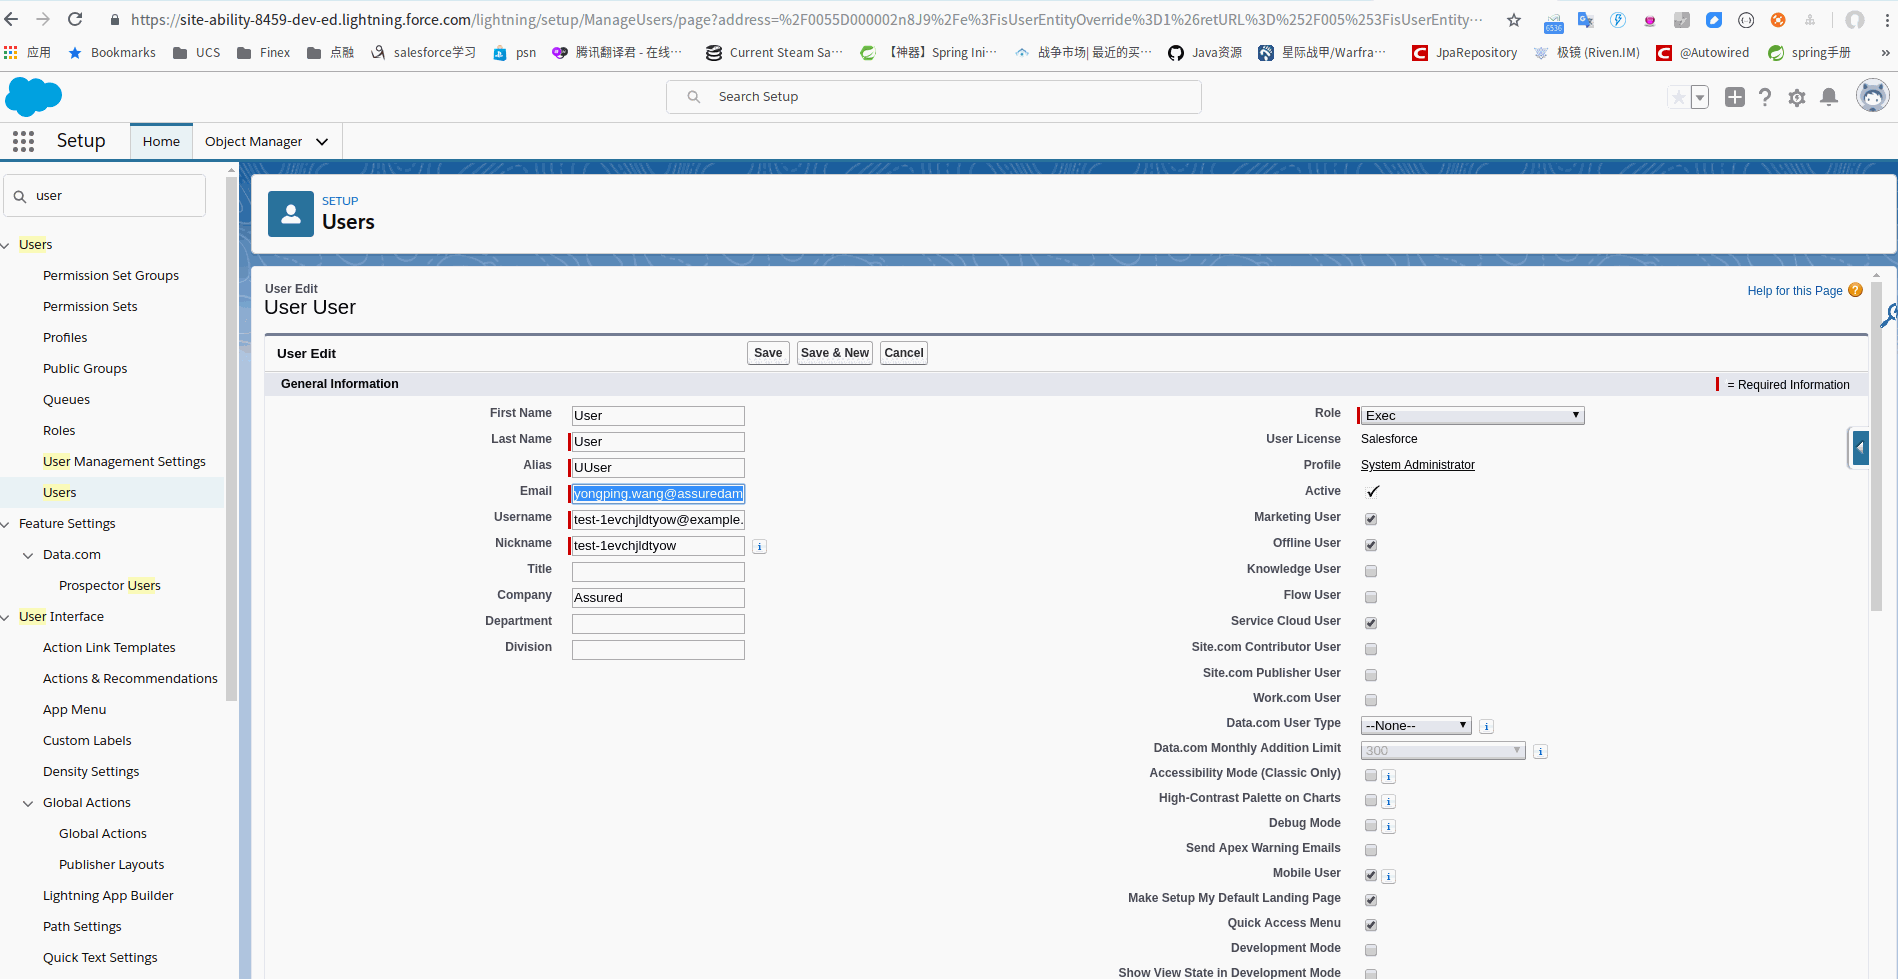 https://site-ability-8459-dev-ed.lightning.force.com/lightning/setup/ManageUsers/page?address=%2F0055D000002n8J9%2Fe%3FisUserEntityOverride%3D1%26retURL%3D%252F005%253FisUserEntity…
6536
应用 Bookmarks UCS Finex 点融 salesforce学习 psn 腾讯翻译君 - 在线… Current Steam Sa… 【神器】Spring Ini… 战争市场| 最近的买… Java资源 星际战甲/Warfra… JpaRepository 极镜 (Riven.IM) @Autowired spring手册 »
Search Setup
Setup Home Object Manager
user
SETUP
Users
Users
Permission Set Groups
Permission Sets
Profiles
Public Groups
Queues
Roles
User Management Settings
Users
Feature Settings
Data.com
Prospector Users
User Interface
Action Link Templates
Actions & Recommendations
App Menu
Custom Labels
Density Settings
Global Actions
Global Actions
Publisher Layouts
Lightning App Builder
Path Settings
Quick Text Settings
User Edit
User User
Help for this Page ?
User Edit Save Save & New Cancel
General Information = Required Information
First Name User
Last Name User
Alias UUser
Email yongping.wang@assuredam
Username test-1evchjldtyow@example.
Nickname test-1evchjldtyow i
Title
Company Assured
Department
Division
Role Exec
User License Salesforce
Profile System Administrator
Active
Marketing User
Offline User
Knowledge User
Flow User
Service Cloud User
Site.com Contributor User
Site.com Publisher User
Work.com User
Data.com User Type --None-- i
Data.com Monthly Addition Limit 300 i
Accessibility Mode (Classic Only) i
High-Contrast Palette on Charts i
Debug Mode i
Send Apex Warning Emails
Mobile User i
Make Setup My Default Landing Page
Quick Access Menu
Development Mode
Show View State in Development Mode